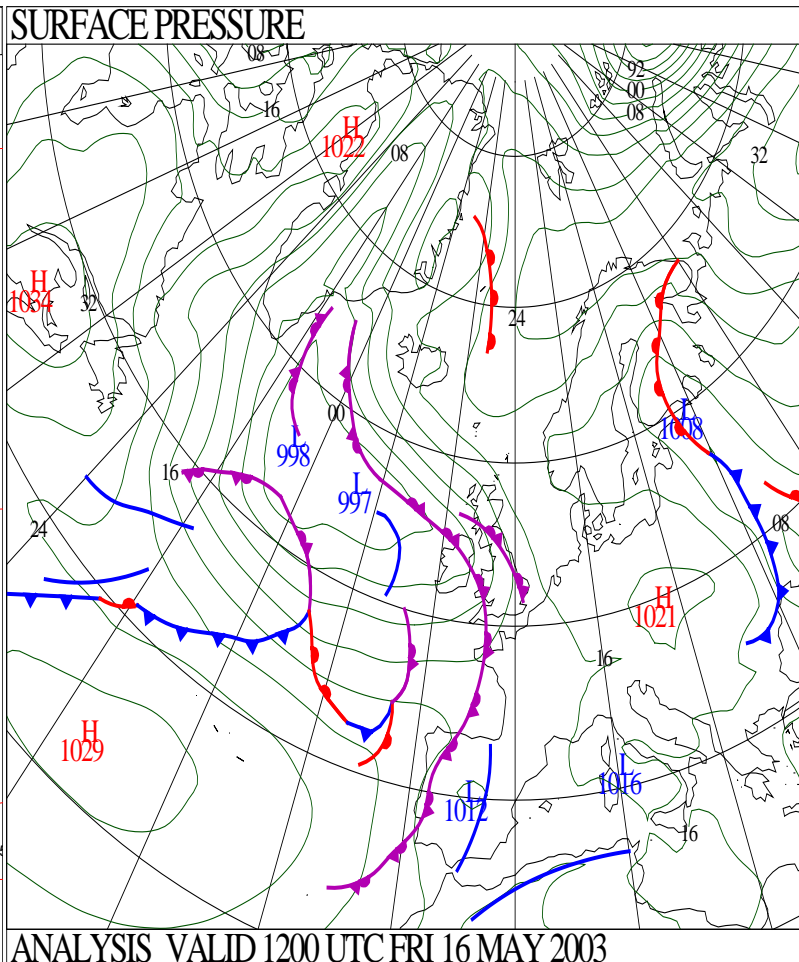 SURFACE PRESSURE
08
92
00
16
08
H
1022
08
32
H
1034
32
24
00
L
1008
L
998
16
L
997
24
08
H
1021
16
H
1029
L
1016
L
1012
16
ANALYSIS VALID 1200 UTC FRI 16 MAY 2003